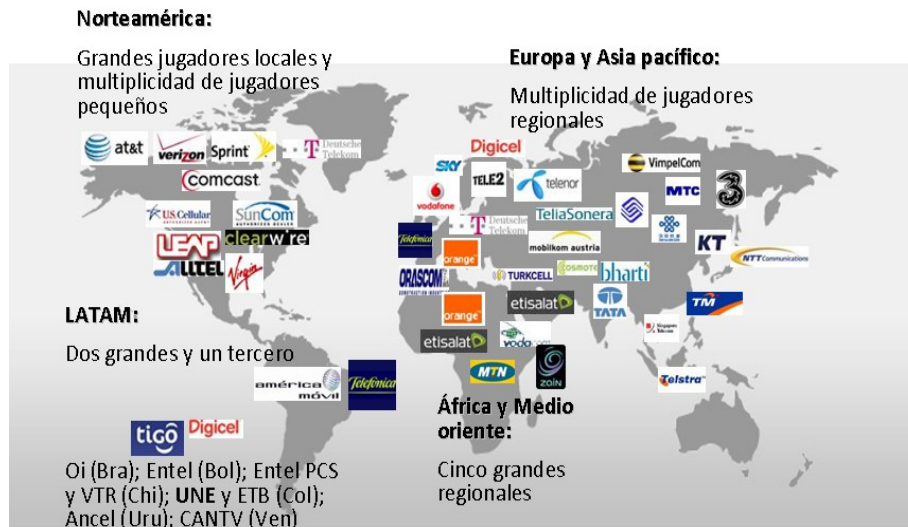 Norteamérica:
Grandes jugadores locales y
multiplicidad de jugadores
pequeños
at&t
verizon
Sprint
T Deutsche
Telekom
comcast
U.S. Cellular
SunCom
LEAP
clearwire
ALLTEL
Virgin
Europa y Asia pacífico:
Multiplicidad de jugadores
regionales
Digicel
SKY
vodafone
TELE2
telenor
VimpelCom
MTC
3
TeliaSonera
Telefónica
T Deutsche
Telekom
orange
mobilkom austria
KT
NTT Communications
ORASCOM
TURKCELL
COSMOTE
bharti
TATA
TM
orange
etisalat
etisalat
vodacom
MTN
ZAIN
Telstra
LATAM:
Dos grandes y un tercero
américa
móvil
Telefónica
tigo
Digicel
Oi (Bra); Entel (Bol); Entel PCS
y VTR (Chi); UNE y ETB (Col);
Ancel (Uru); CANTV (Ven)
África y Medio
oriente:
Cinco grandes
regionales